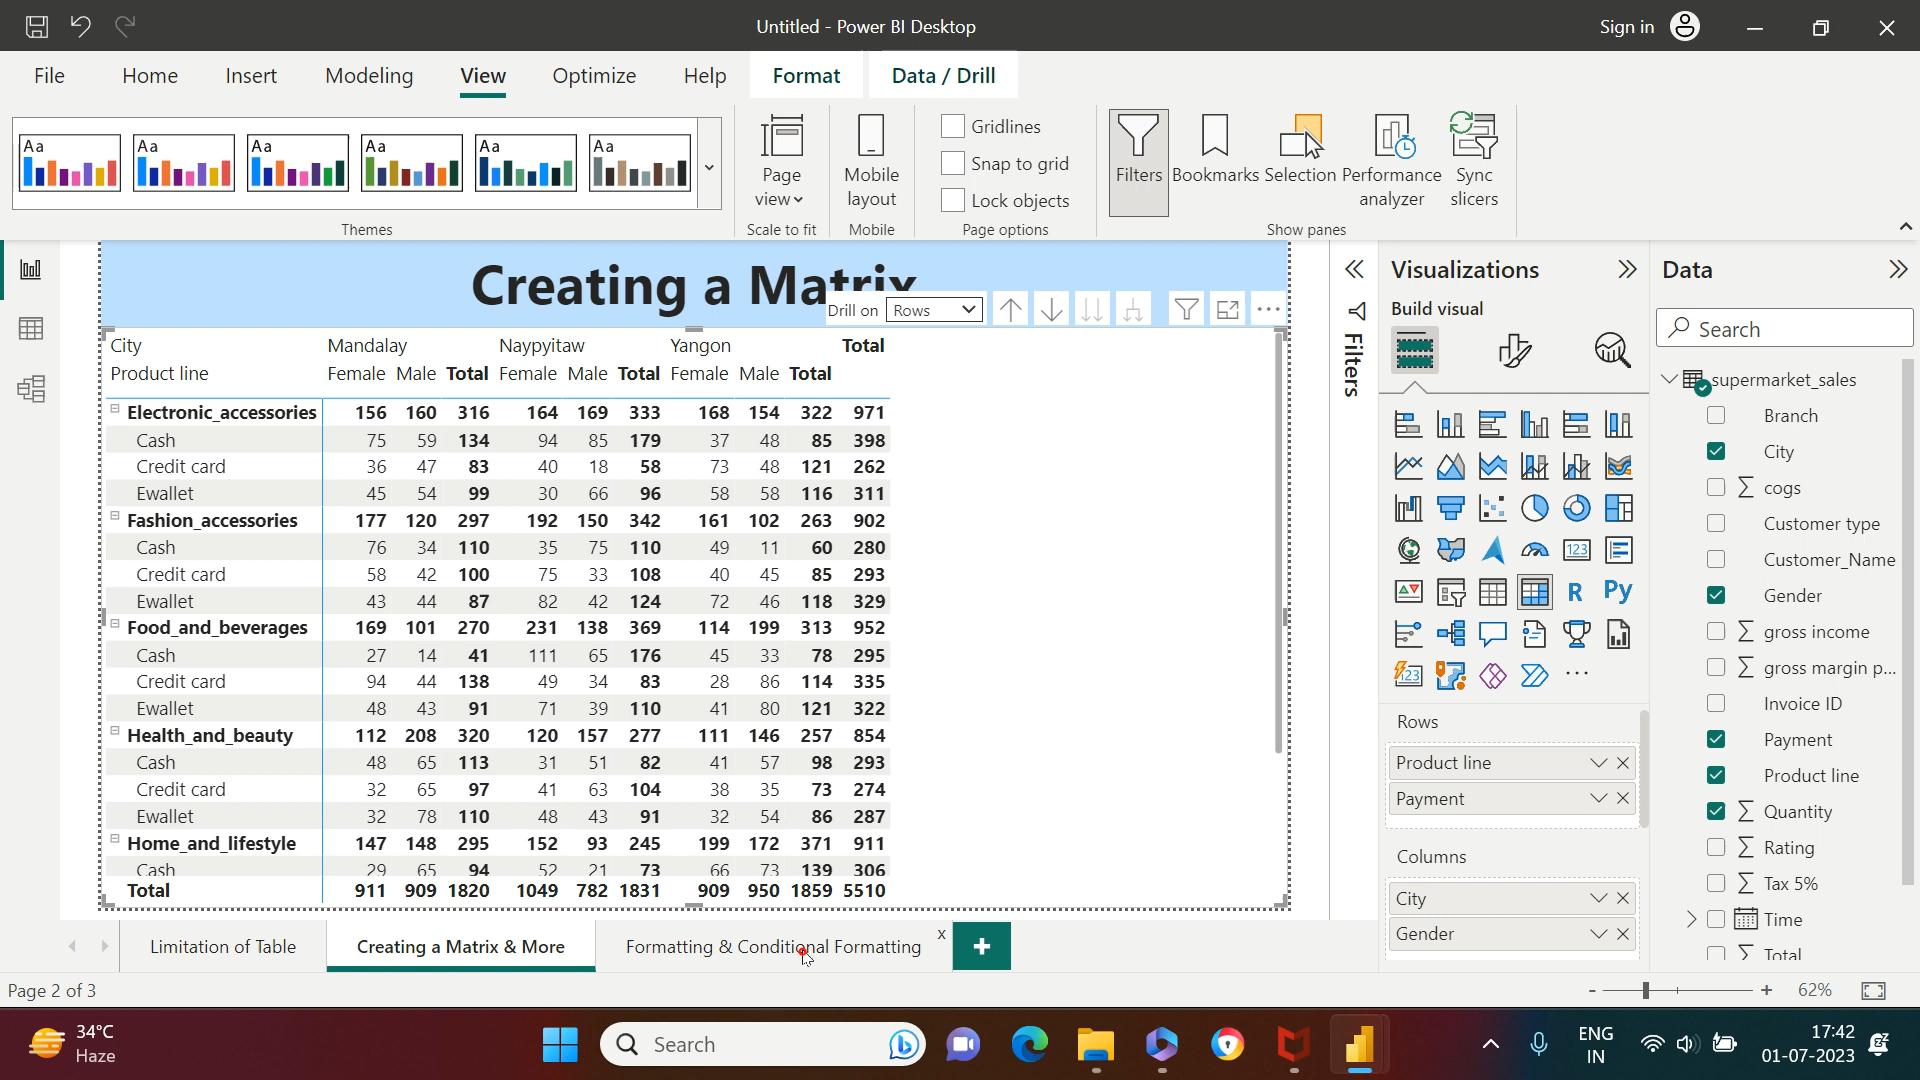 Untitled - Power BI Desktop
Sign in
File Home Insert Modeling View Optimize Help Format Data / Drill
Aa Aa Aa Aa Aa Aa
Page view
Mobile layout
Gridlines
Snap to grid
Lock objects
Filters Bookmarks Selection Performance analyzer Sync slicers
Themes Scale to fit Mobile Page options Show panes
Creating a Matrix
Drill on Rows
City Mandalay Naypyitaw Yangon Total
Product line Female Male Total Female Male Total Female Male Total
Electronic_accessories 156 160 316 164 169 333 168 154 322 971
Cash 75 59 134 94 85 179 37 48 85 398
Credit card 36 47 83 40 18 58 73 48 121 262
Ewallet 45 54 99 30 66 96 58 58 116 311
Fashion_accessories 177 120 297 192 150 342 161 102 263 902
Cash 76 34 110 35 75 110 49 11 60 280
Credit card 58 42 100 75 33 108 40 45 85 293
Ewallet 43 44 87 82 42 124 72 46 118 329
Food_and_beverages 169 101 270 231 138 369 114 199 313 952
Cash 27 14 41 111 65 176 45 33 78 295
Credit card 94 44 138 49 34 83 28 86 114 335
Ewallet 48 43 91 71 39 110 41 80 121 322
Health_and_beauty 112 208 320 120 157 277 111 146 257 854
Cash 48 65 113 31 51 82 41 57 98 293
Credit card 32 65 97 41 63 104 38 35 73 274
Ewallet 32 78 110 48 43 91 32 54 86 287
Home_and_lifestyle 147 148 295 152 93 245 199 172 371 911
Cash 29 65 94 52 21 73 66 73 139 306
Total 911 909 1820 1049 782 1831 909 950 1859 5510
Filters
Visualizations
Build visual
123
R Py
123
Rows
Product line
Payment
Columns
City
Gender
Data
Search
supermarket_sales
Branch
City
cogs
Customer type
Customer_Name
Gender
gross income
gross margin p...
Invoice ID
Payment
Product line
Quantity
Rating
Tax 5%
Time
Total
Limitation of Table Creating a Matrix & More Formatting & Conditional Formatting x +
Page 2 of 3
- + 62%
34°C
Haze
Search
ENG
IN
17:42
01-07-2023